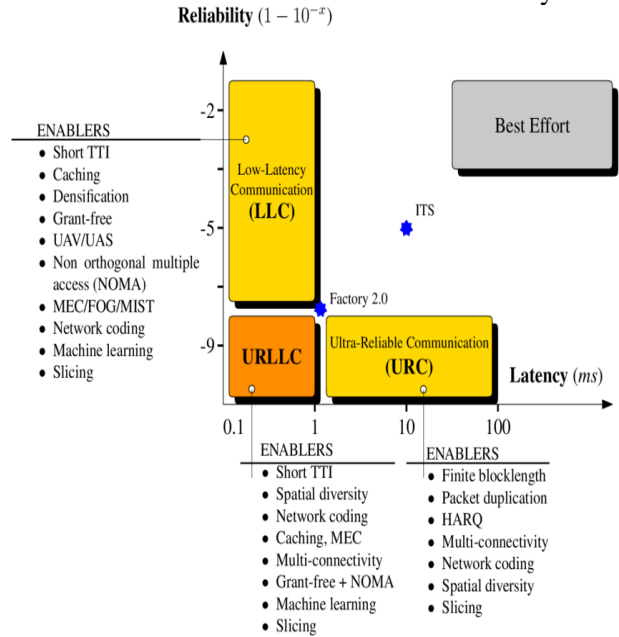 Reliability (1 − 10⁻ˣ)
-2
-5
-9
ENABLERS
• Short TTI
• Caching
• Densification
• Grant-free
• UAV/UAS
• Non orthogonal multiple
access (NOMA)
• MEC/FOG/MIST
• Network coding
• Machine learning
• Slicing
Low-Latency
Communication
(LLC)
Best Effort
ITS
Factory 2.0
URLLC
Ultra-Reliable Communication
(URC)
Latency (ms)
0.1 1 10 100
ENABLERS
• Short TTI
• Spatial diversity
• Network coding
• Caching, MEC
• Multi-connectivity
• Grant-free + NOMA
• Machine learning
• Slicing
ENABLERS
• Finite blocklength
• Packet duplication
• HARQ
• Multi-connectivity
• Network coding
• Spatial diversity
• Slicing